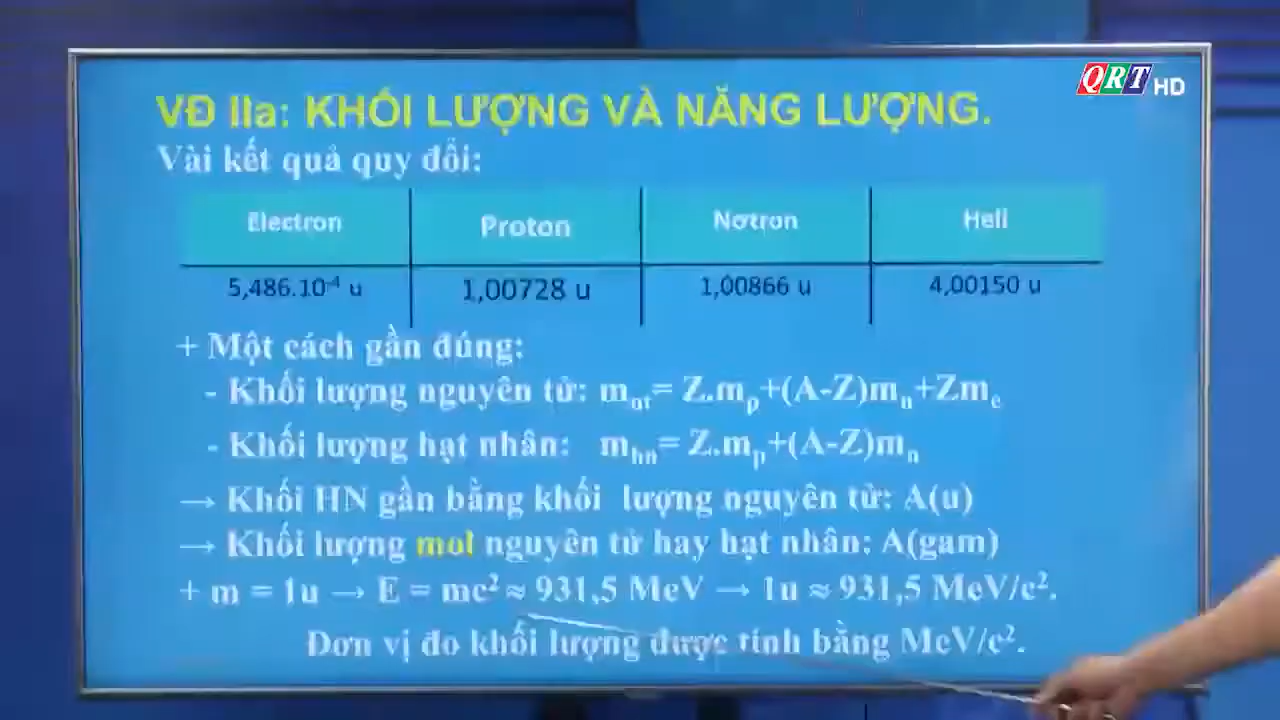 QRT HD
VĐ IIa: KHỐI LƯỢNG VÀ NĂNG LƯỢNG.
Vài kết quả quy đổi:
Electron Proton Nơtron Heli
5,486.10⁻⁴ u 1,00728 u 1,00866 u 4,00150 u
+ Một cách gần đúng:
- Khối lượng nguyên tử: mₙₜ= Z.mₚ+(A-Z)mₙ+Zmₑ
- Khối lượng hạt nhân: mₕₙ= Z.mₚ+(A-Z)mₙ
→ Khối HN gần bằng khối lượng nguyên tử: A(u)
→ Khối lượng mol nguyên tử hay hạt nhân: A(gam)
+ m = 1u → E = mc² ≈ 931,5 MeV → 1u ≈ 931,5 MeV/c².
Đơn vị đo khối lượng được tính bằng MeV/c².